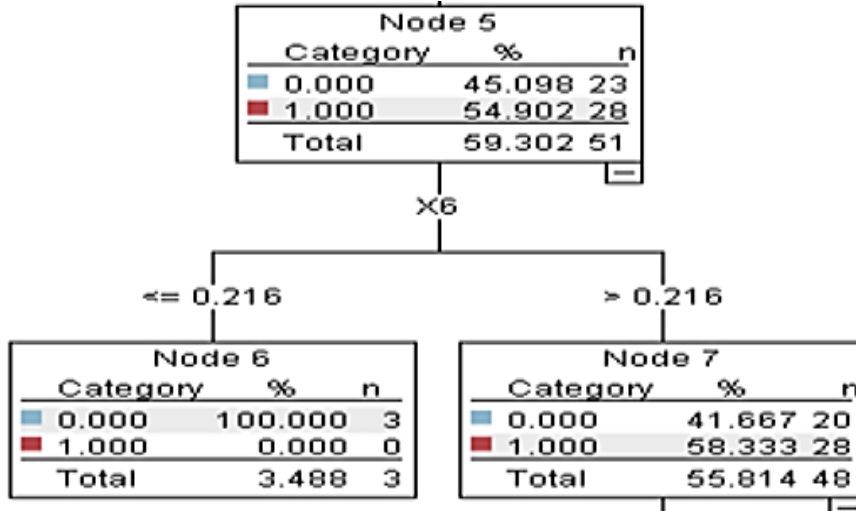 Node 5
Category % n
0.000 45.098 23
1.000 54.902 28
Total 59.302 51
X6
<= 0.216
> 0.216
Node 6
Category % n
0.000 100.000 3
1.000 0.000 0
Total 3.488 3
Node 7
Category % n
0.000 41.667 20
1.000 58.333 28
Total 55.814 48